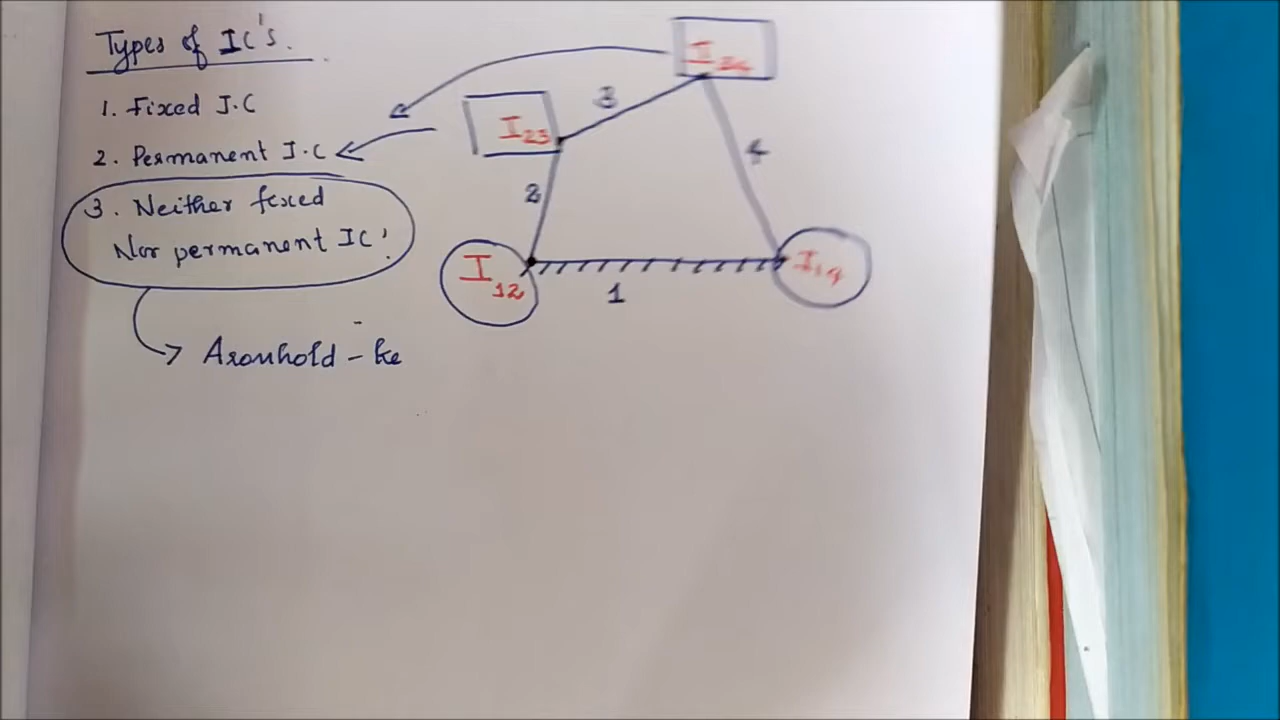 Types of IC's.
1. Fixed I.C
2. Permanent I.C
3. Neither fixed
Nor permanent IC'.
Aronhold - ke
I34
3
I23
4
2
I12
I14
1